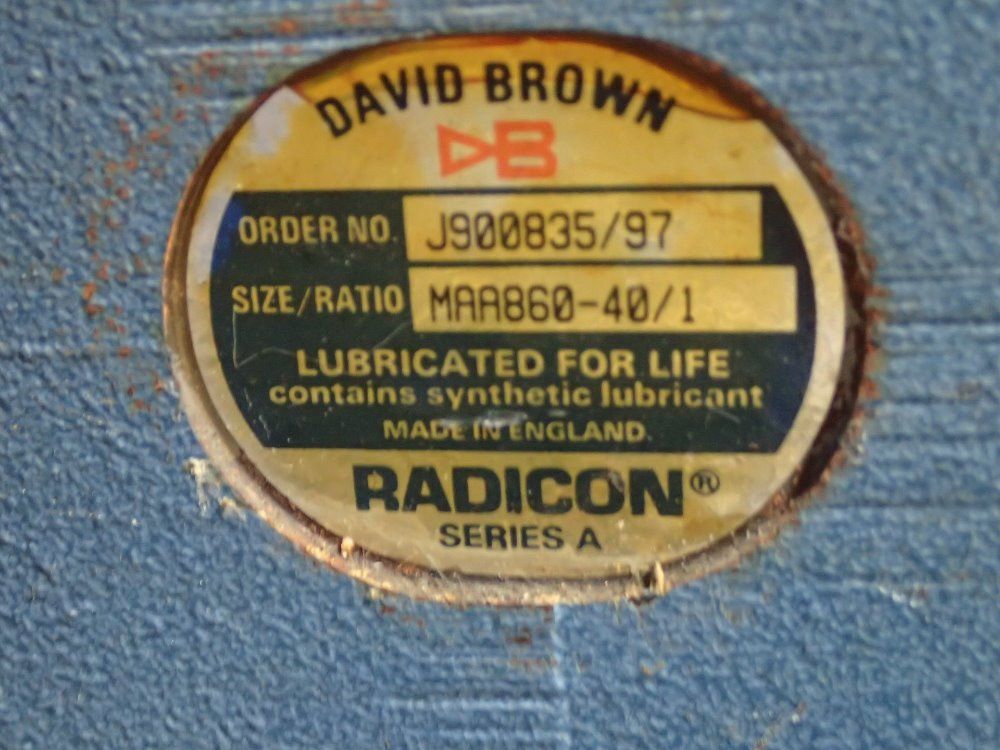 DAVID BROWN
DB
ORDER NO. J900835/97
SIZE/RATIO MAA860-40/1
LUBRICATED FOR LIFE
contains synthetic lubricant
MADE IN ENGLAND.
RADICON®
SERIES A